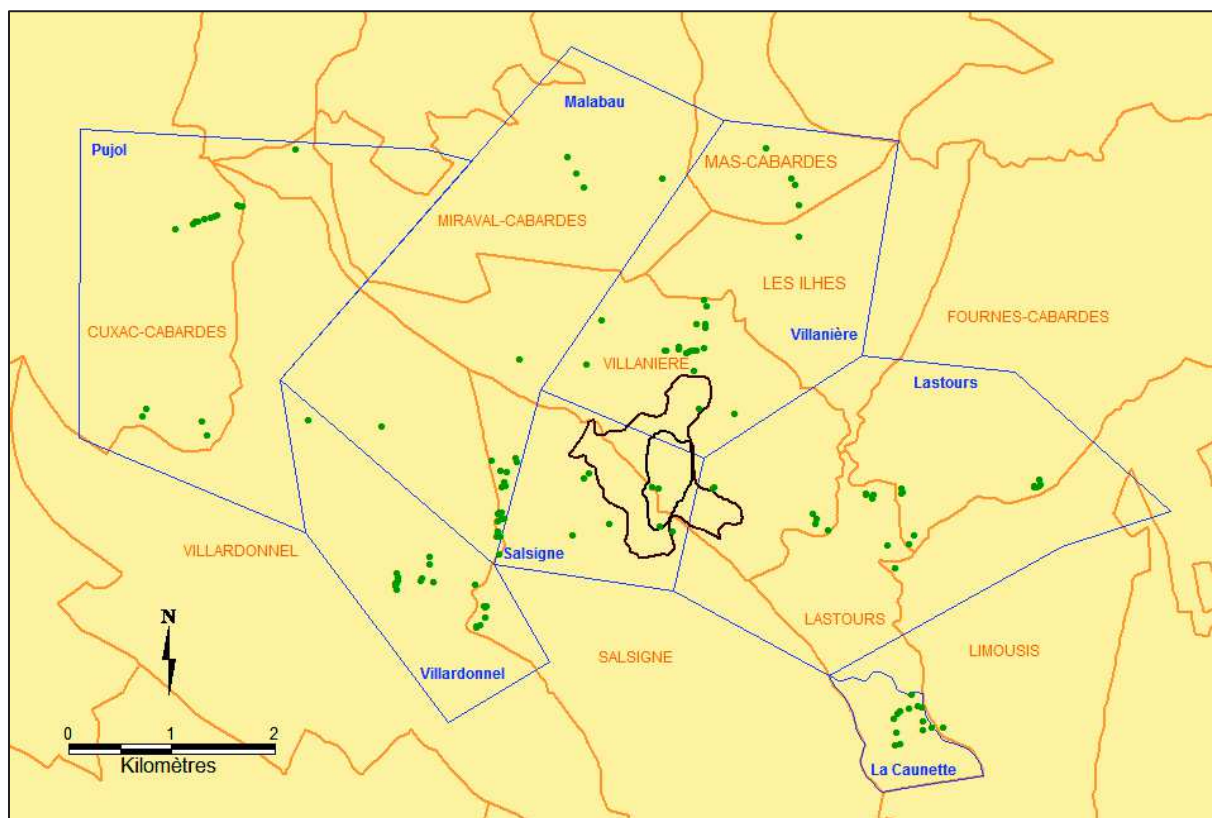 Malabau
Pujol
MAS-CABARDES
MIRAVAL-CABARDES
LES ILHES
FOURNES-CABARDES
CUXAC-CABARDES
Villanière
VILLANIERE
Lastours
VILLARDONNEL
Salsigne
N
LASTOURS
SALSIGNE
LIMOUSIS
Villardonnel
0 1 2
Kilomètres
La Caunette